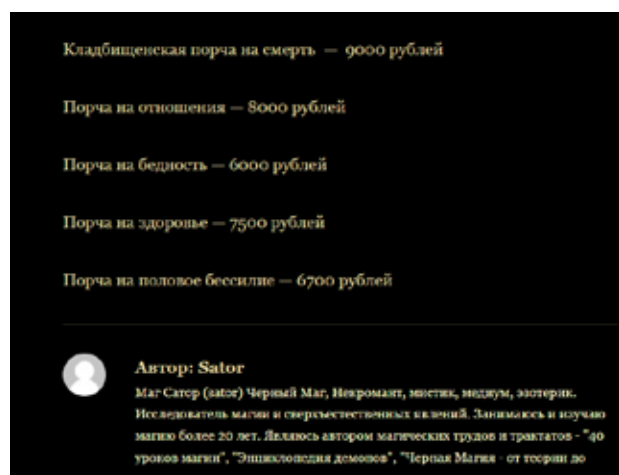 Кладбищенская порча на смерть — 9000 рублей
Порча на отношения — 8000 рублей
Порча на бедность — 6000 рублей
Порча на здоровье — 7500 рублей
Порча на половое бессилие — 6700 рублей
Автор: Sator
Маг Сатор (sator) Черный Маг, Некромант, мистик, медиум, эзотерик.
Исследователь магии и сверхъестественных явлений. Занимаюсь и изучаю
магию более 20 лет. Являюсь автором магических трудов и трактатов - "40
уроков магии", "Энциклопедия демонов", "Черная Магия - от теории до